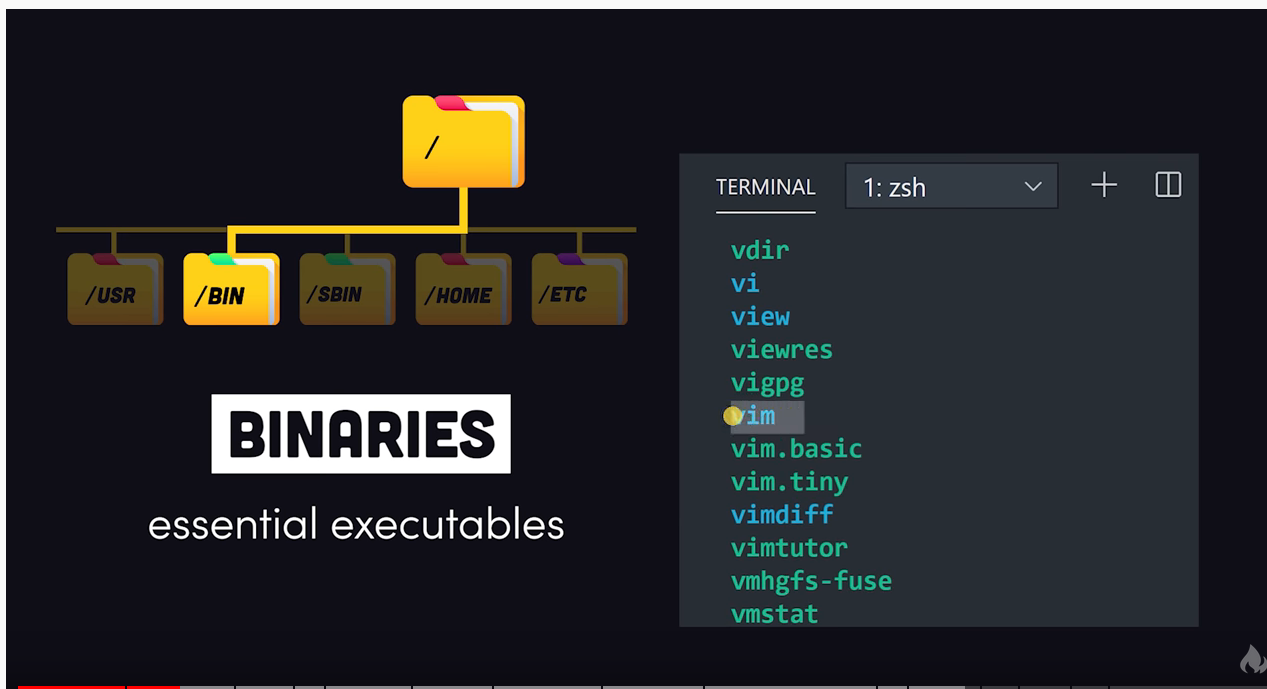 /
/USR
/BIN
/SBIN
/HOME
/ETC
BINARIES
essential executables
TERMINAL
1: zsh
vdir
vi
view
viewres
vigpg
vim
vim.basic
vim.tiny
vimdiff
vimtutor
vmhgfs-fuse
vmstat